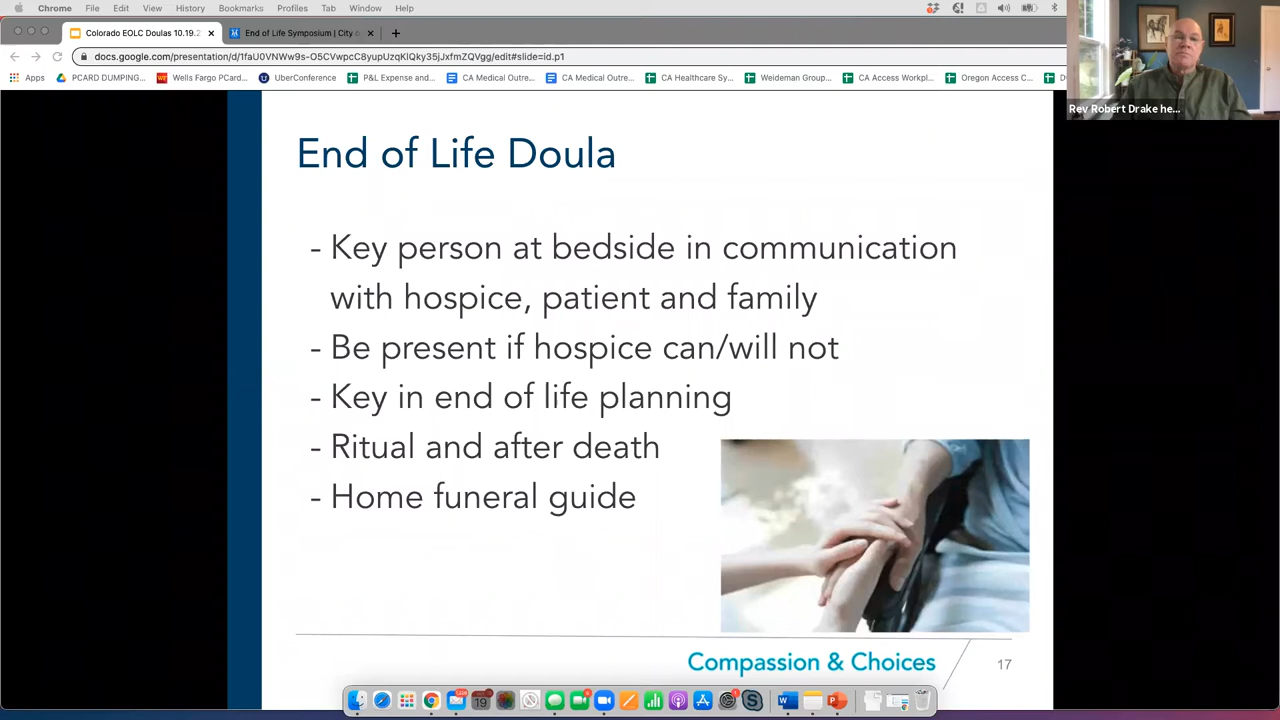 Chrome File Edit View History Bookmarks Profiles Tab Window Help
Colorado EOLC Doulas 10.19.2 End of Life Symposium | City
docs.google.com/presentation/d/1faU0VNWw9s-O5CVwpcC8yupUzqKlQky35jJxfmZQVgg/edit#slide=id.p1
Apps PCARD DUMPING... Wells Fargo PCard... UberConference P&L Expense and... CA Medical Outre... CA Medical Outre... CA Healthcare Sy... Weideman Group... CA Access Workpl... Oregon Access C...
Rev Robert Drake he...
End of Life Doula
- Key person at bedside in communication
with hospice, patient and family
- Be present if hospice can/will not
- Key in end of life planning
- Ritual and after death
- Home funeral guide
Compassion & Choices 17
19